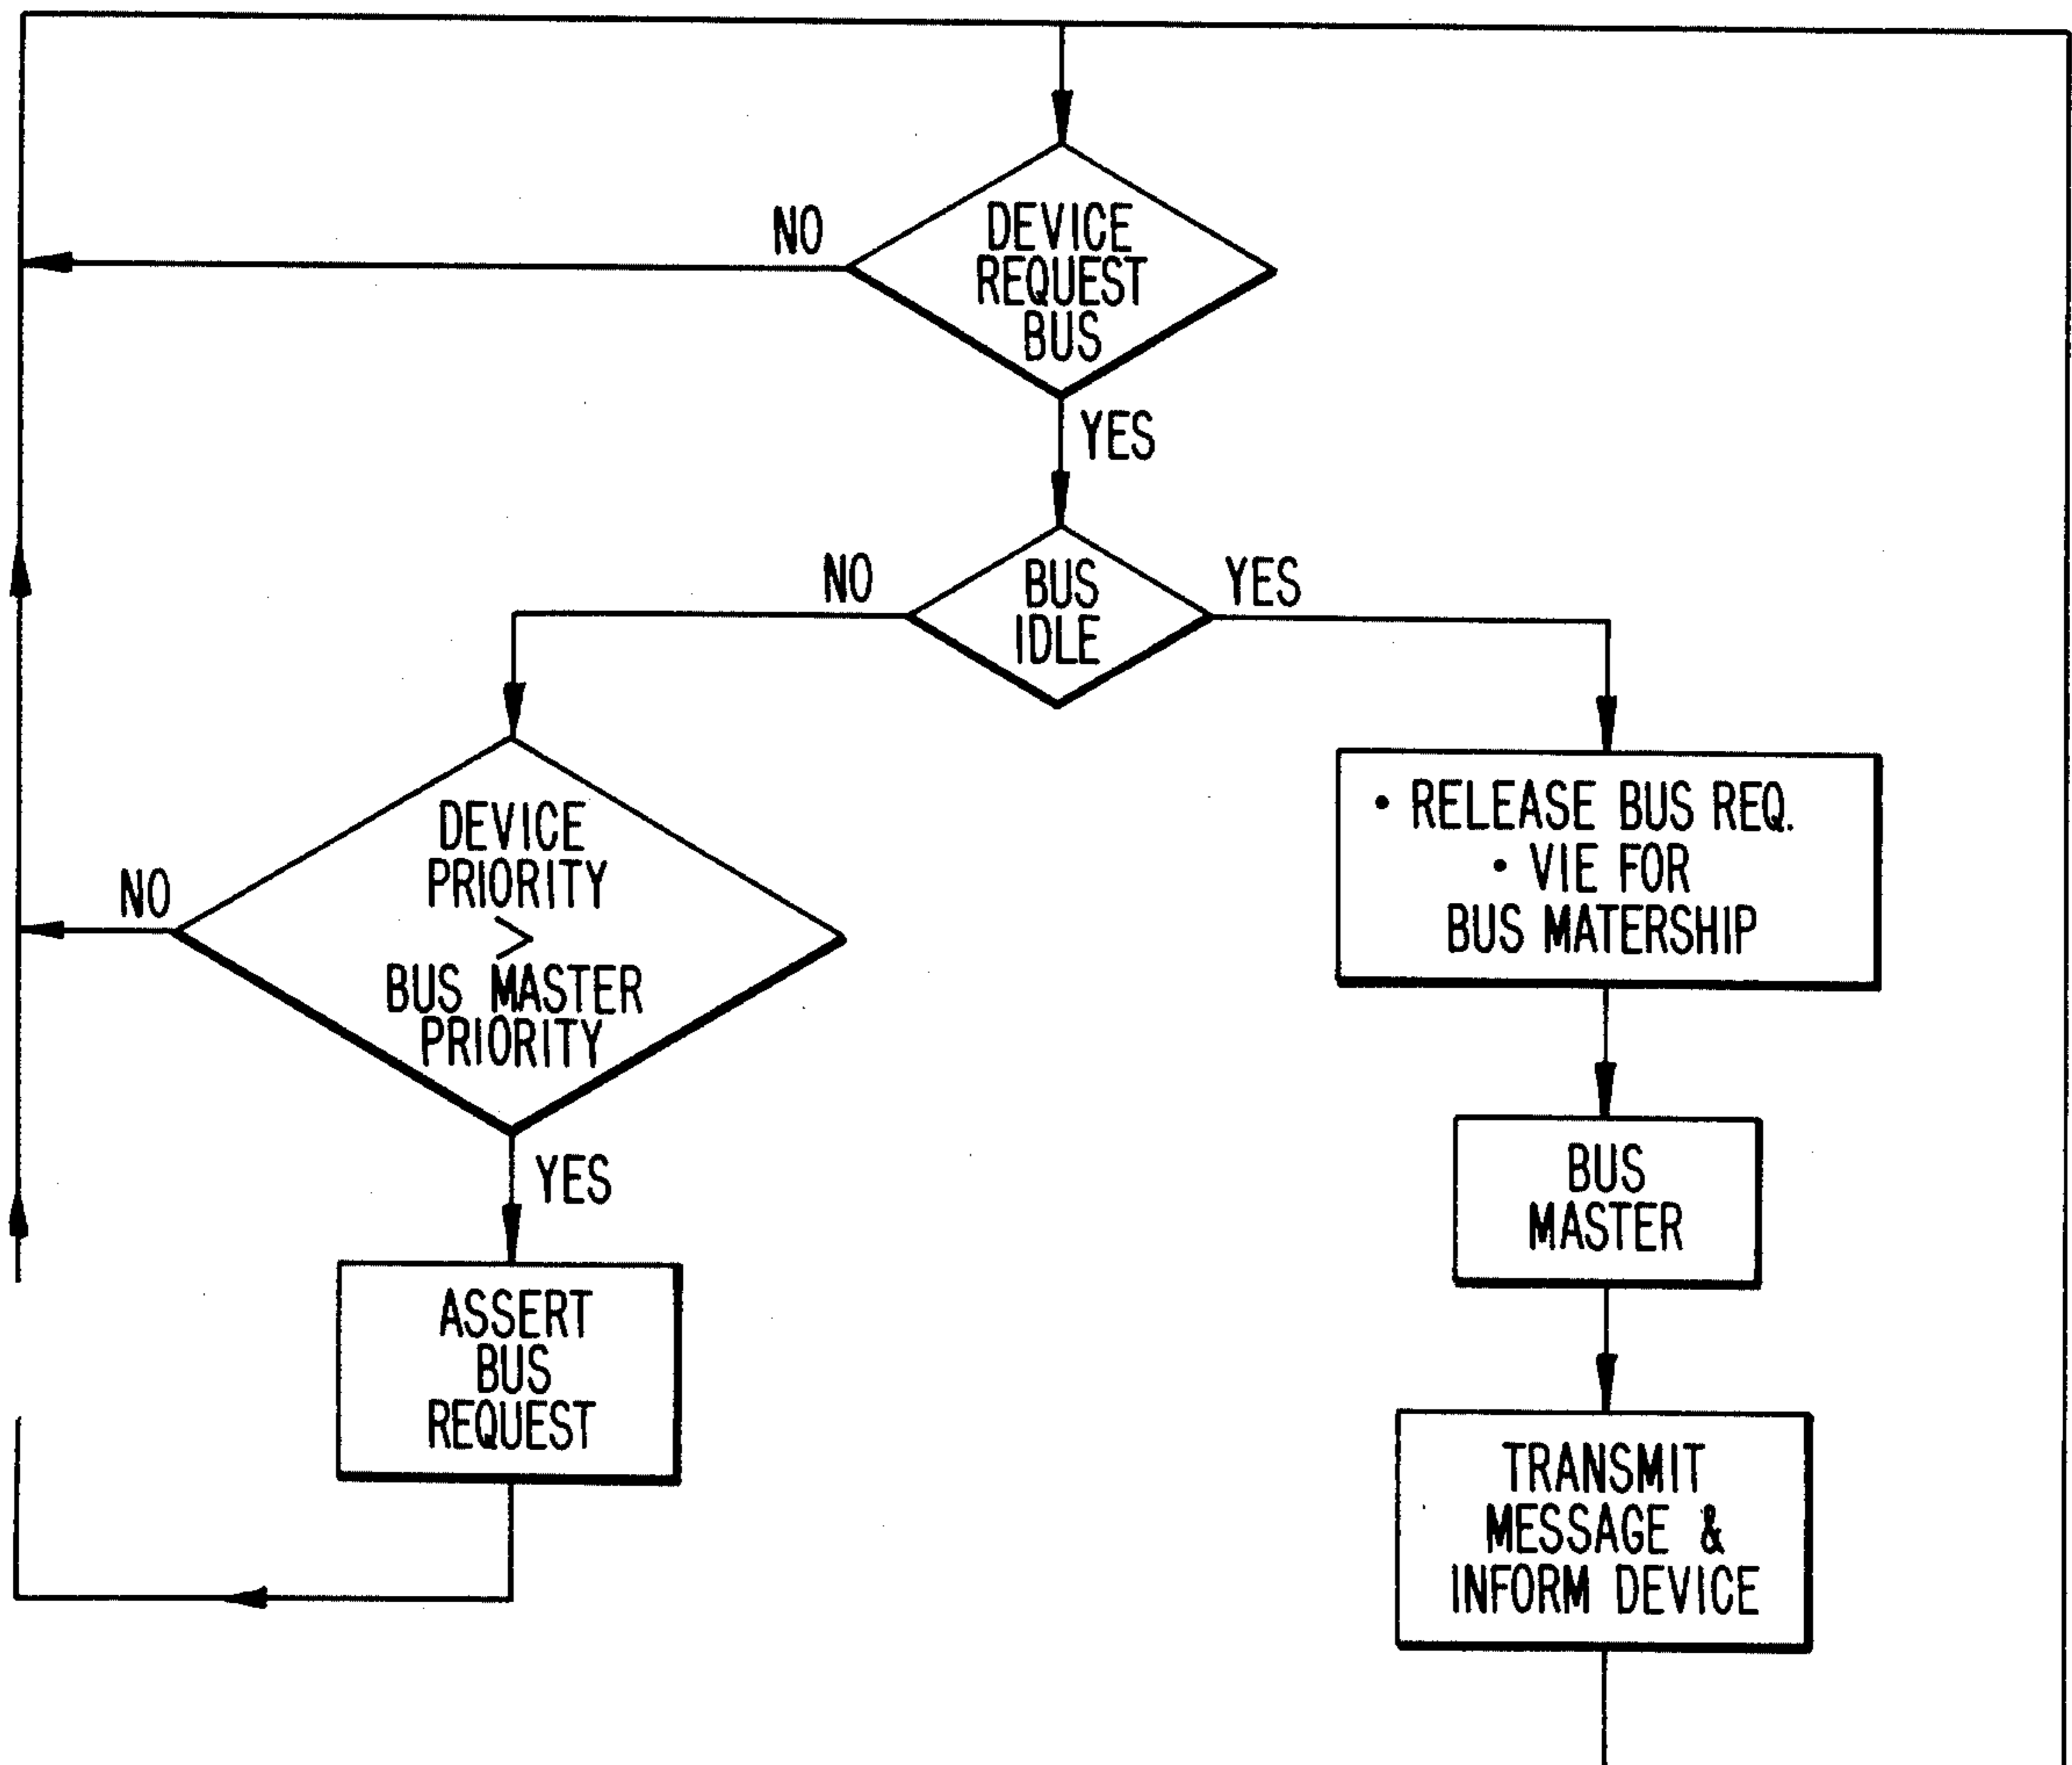 NO
DEVICE
REQUEST
BUS
YES
NO
BUS
IDLE
YES
DEVICE
PRIORITY
>
BUS MASTER
PRIORITY
NO
YES
ASSERT
BUS
REQUEST
• RELEASE BUS REQ.
• VIE FOR
BUS MATERSHIP
BUS
MASTER
TRANSMIT
MESSAGE &
INFORM DEVICE